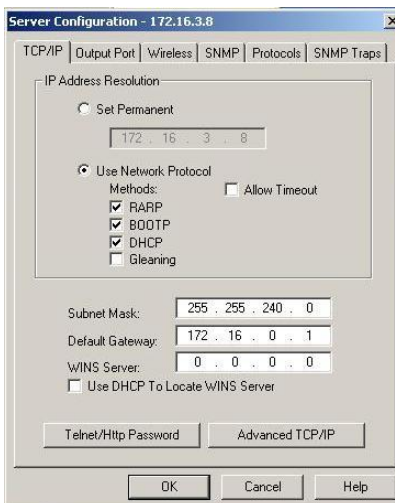 Server Configuration - 172.16.3.8
TCP/IP Output Port Wireless SNMP Protocols SNMP Traps
IP Address Resolution
Set Permanent
172 . 16 . 3 . 8
Use Network Protocol
Methods: Allow Timeout
RARP
BOOTP
DHCP
Gleaning
Subnet Mask: 255 . 255 . 240 . 0
Default Gateway: 172 . 16 . 0 . 1
WINS Server: 0 . 0 . 0 . 0
Use DHCP To Locate WINS Server
Telnet/Http Password Advanced TCP/IP
OK Cancel Help